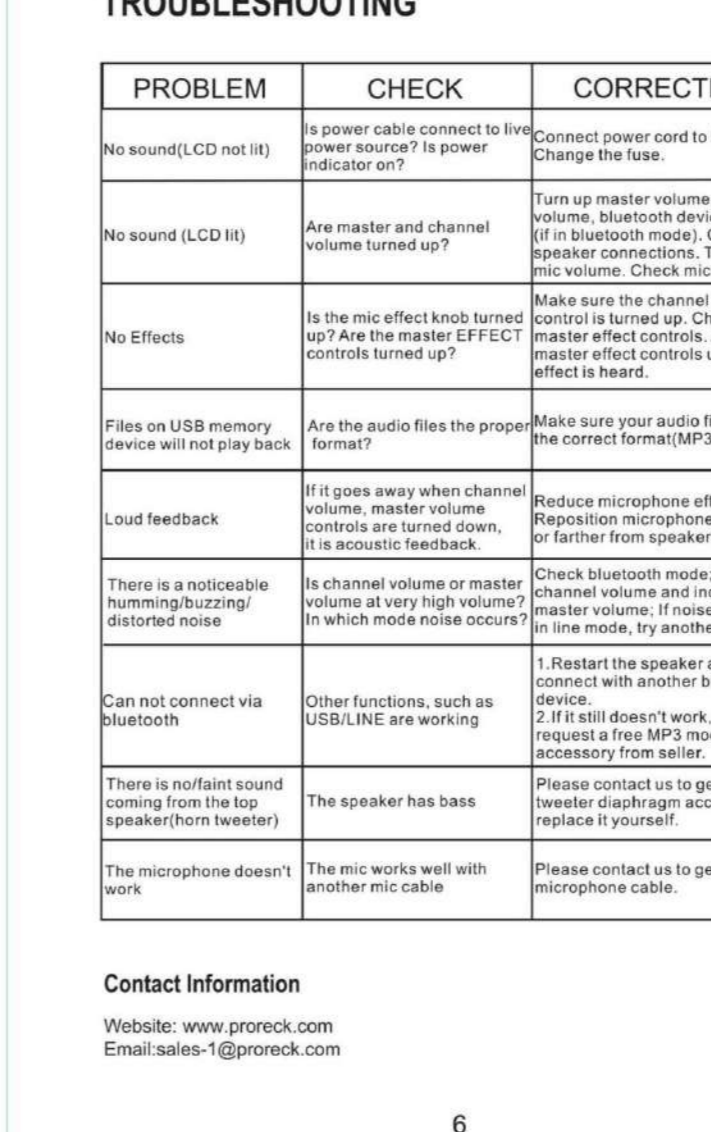 TROUBLESHOOTING
PROBLEM
CHECK
No sound(LCD not lit)
Is power cable connect to live
power source? Is power
indicator on?
Connect power cord to
Change the fuse.
No sound (LCD lit)
Are master and channel
volume turned up?
Turn up master volume
volume, bluetooth
(if in bluetooth mode).
speaker connections.
mic volume. Check mic
No Effects
Is the mic effect knob turned
up? Are the master EFFECT
controls turned up?
Make sure the channel
control is turned up.
master effect controls.
master effect controls
effect is heard.
Files on USB memory
device will not play back
Are the audio files the proper
format?
Make sure your audio
the correct format(MP3
Loud feedback
If it goes away when channel
volume, master volume
controls are turned down,
it is acoustic feedback.
Reduce microphone
Reposition microphone
or farther from speaker
There is a noticeable
humming/buzzing/
distorted noise
Is channel volume or master
volume at very high volume?
In which mode noise occurs?
Check bluetooth mode;
channel volume and
master volume; If noise
in line mode, try
Can not connect via
bluetooth
Other functions, such as
USB/LINE are working
1.Restart the speaker
connect with another
device.
2.If it still doesn't work,
request a free MP3
accessory from seller.
There is no/faint sound
coming from the top
speaker(horn tweeter)
The speaker has bass
Please contact us to
tweeter diaphragm
replace it yourself.
The microphone doesn't
work
The mic works well with
another mic cable
Please contact us to
microphone cable.
Contact Information
Website: www.proreck.com
Email:sales-1@proreck.com
6